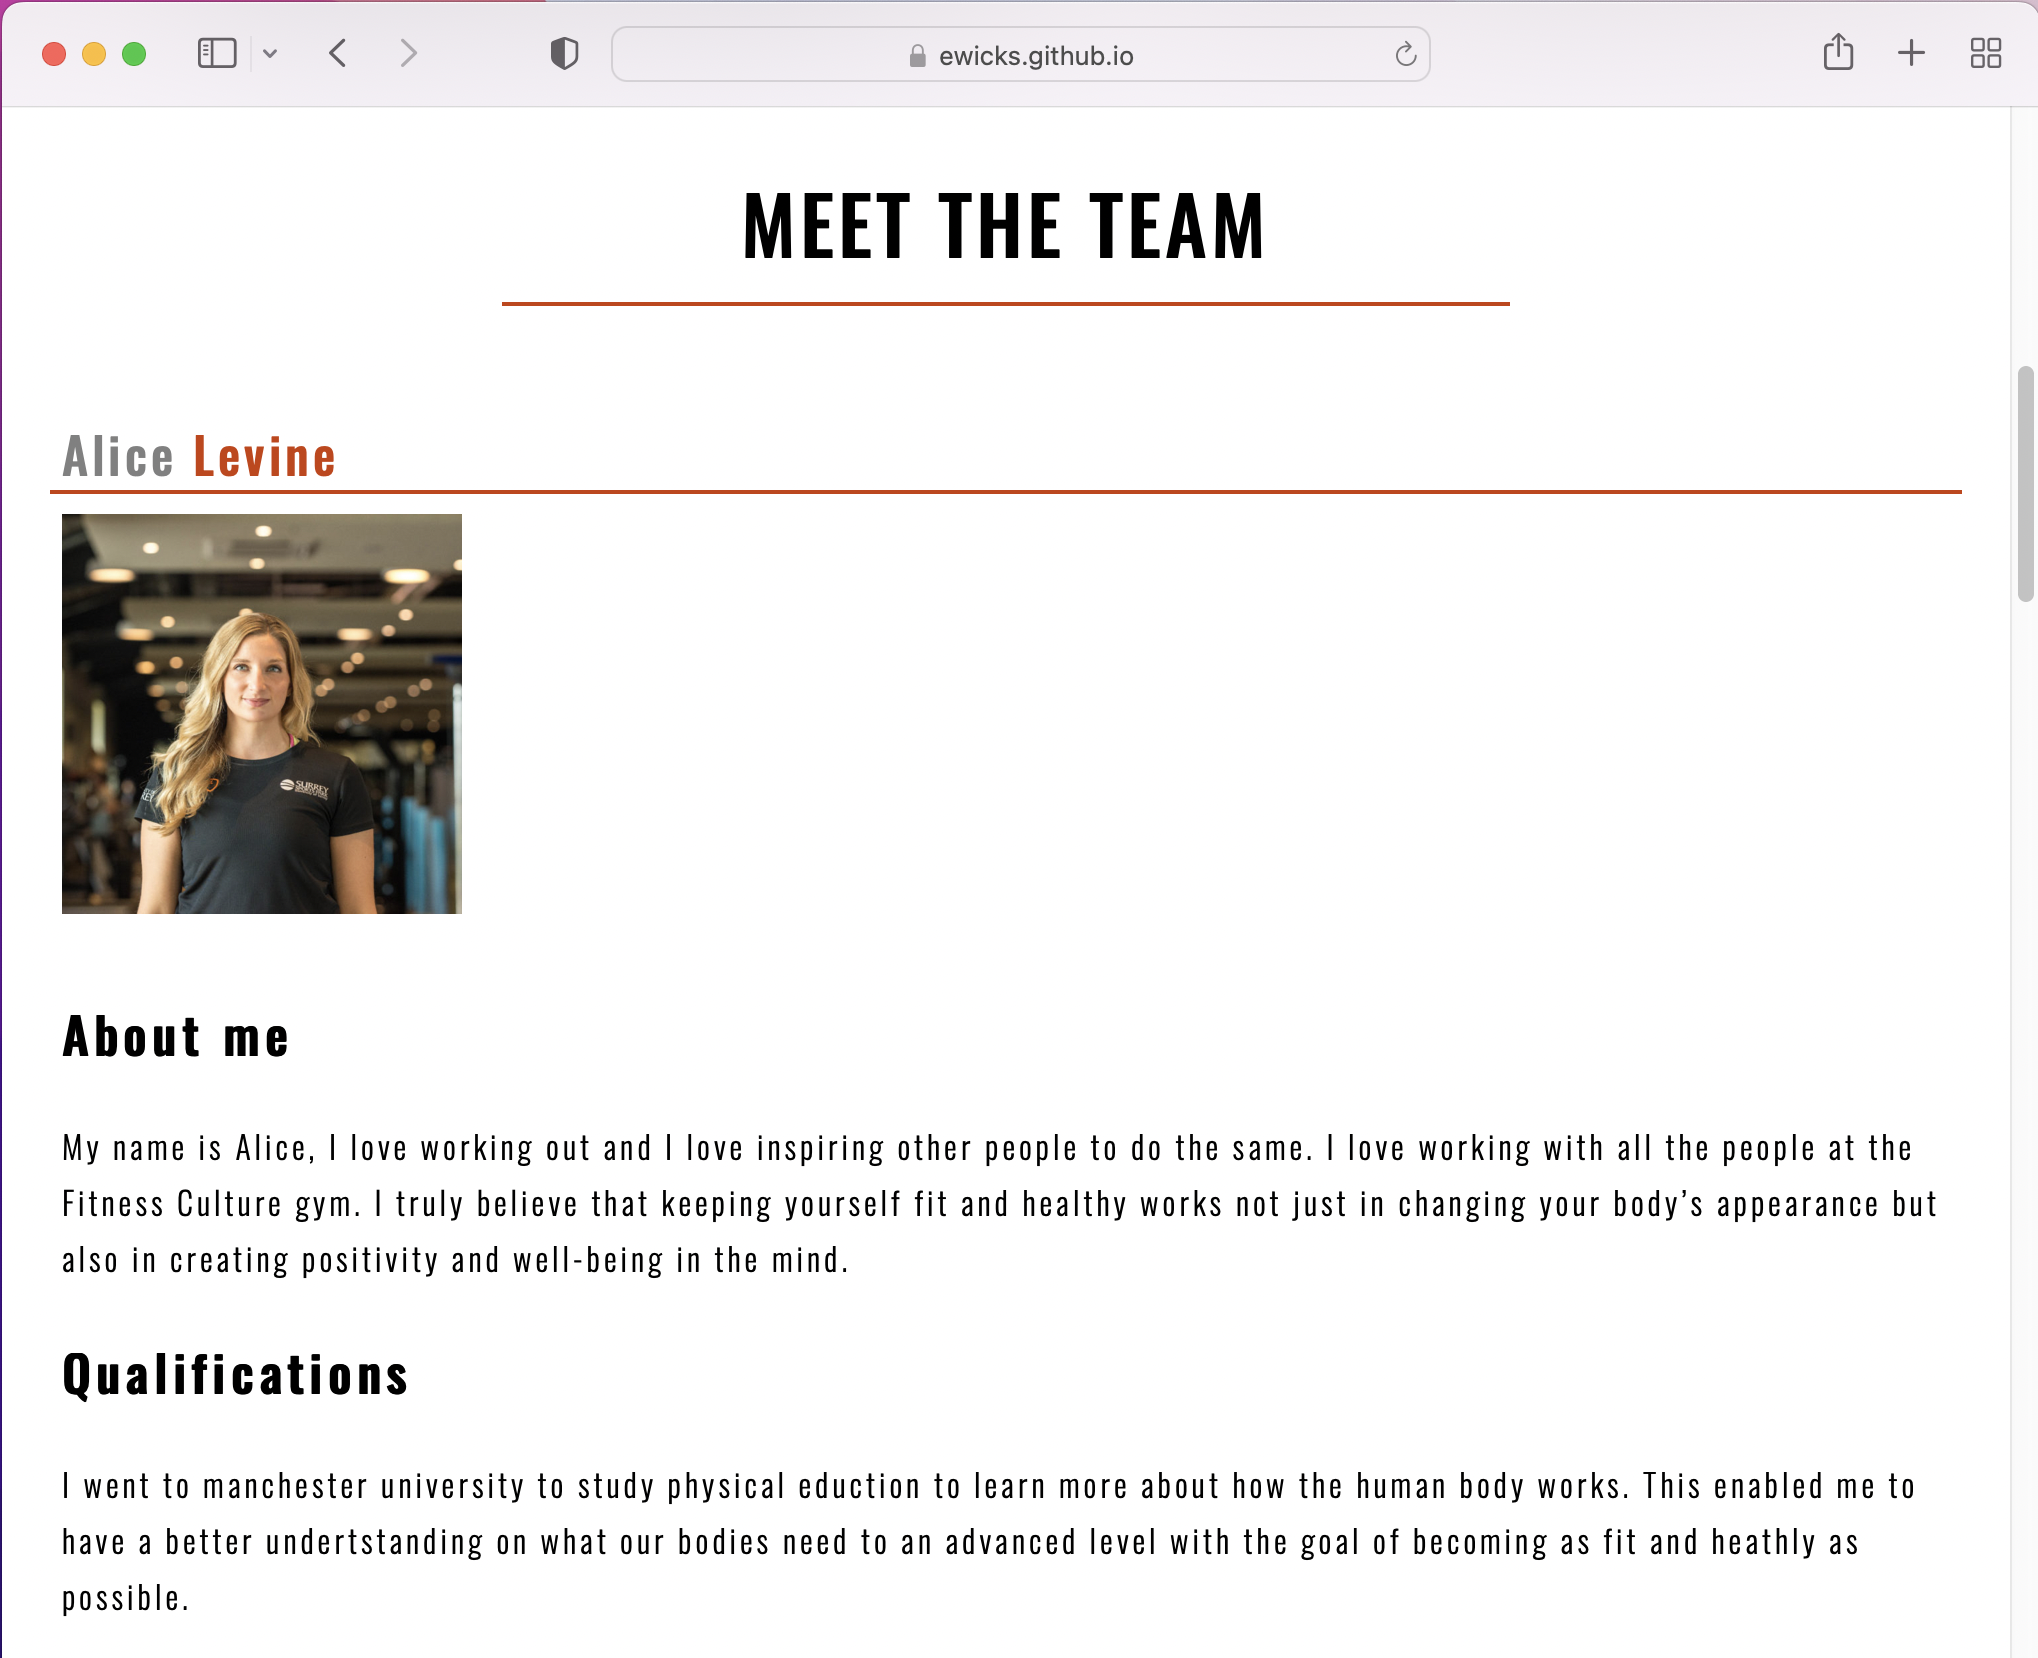 ewicks.github.io
MEET THE TEAM
Alice Levine
SURREY
About me
My name is Alice, I love working out and I love inspiring other people to do the same. I love working with all the people at the
Fitness Culture gym. I truly believe that keeping yourself fit and healthy works not just in changing your body’s appearance but
also in creating positivity and well-being in the mind.
Qualifications
I went to manchester university to study physical eduction to learn more about how the human body works. This enabled me to
have a better undertstanding on what our bodies need to an advanced level with the goal of becoming as fit and heathly as
possible.